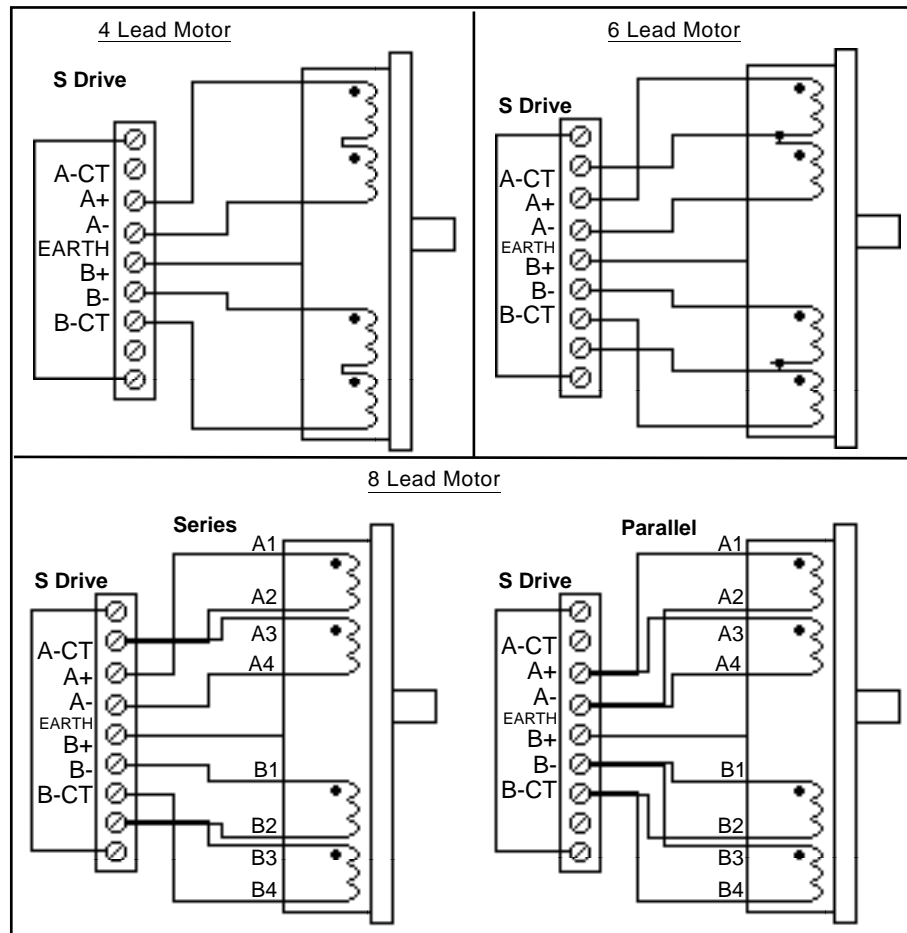 4 Lead Motor
S Drive
A-CT
A+
A-
EARTH
B+
B-
B-CT
6 Lead Motor
S Drive
A-CT
A+
A-
EARTH
B+
B-
B-CT
8 Lead Motor
Series
S Drive
A-CT
A+
A-
EARTH
B+
B-
B-CT
A1
A2
A3
A4
B1
B2
B3
B4
Parallel
S Drive
A-CT
A+
A-
EARTH
B+
B-
B-CT
A1
A2
A3
A4
B1
B2
B3
B4